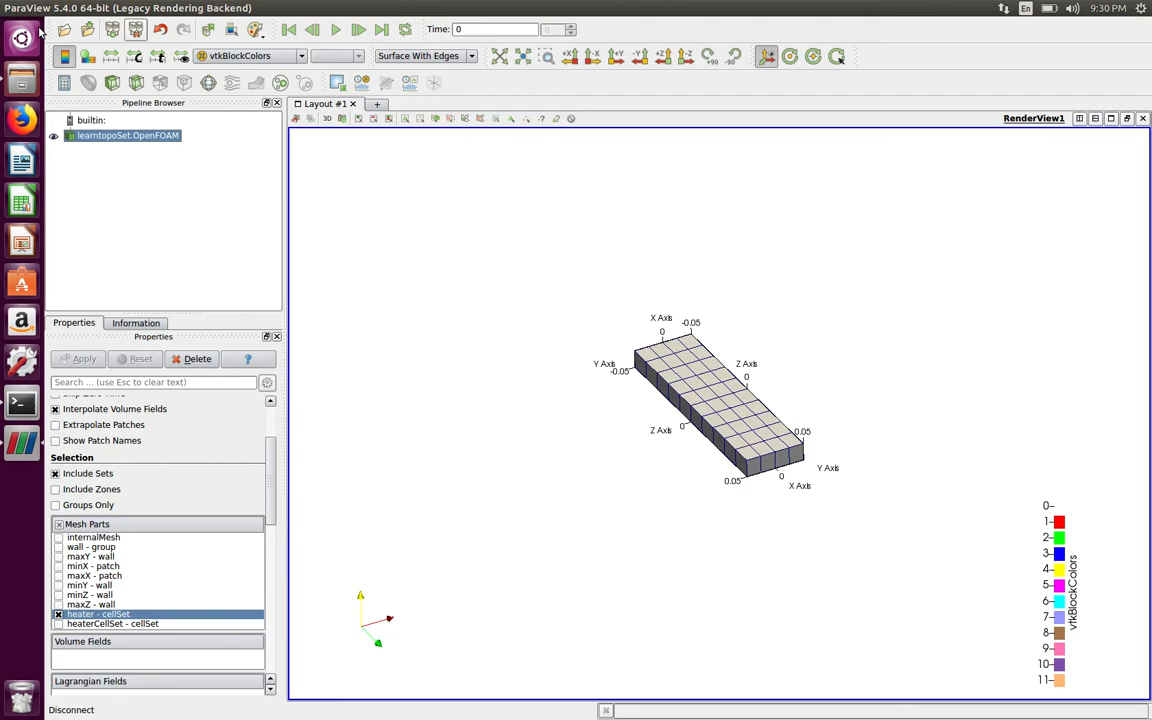 ParaView 5.4.0 64-bit (Legacy Rendering Backend)
En
9:30 PM
Time: 0
0
vtkBlockColors
Surface With Edges
+X -X +Y -Y +Z -Z
+90 -90
Pipeline Browser
builtin:
learntopoSet.OpenFOAM
Layout #1
+
3D
RenderView1
Properties
Information
Properties
Apply
Reset
Delete
?
Search ... (use Esc to clear text)
Interpolate Volume Fields
Extrapolate Patches
Show Patch Names
Selection
Include Sets
Include Zones
Groups Only
Mesh Parts
internalMesh
wall - group
maxY - wall
minX - patch
maxX - patch
minY - wall
minZ - wall
maxZ - wall
heater - cellSet
heaterCellSet - cellSet
Volume Fields
Lagrangian Fields
Disconnect
X Axis
-0.05
0
Y Axis
-0.05
Z Axis
0
Z Axis
0
0.05
Y Axis
0.05
0
X Axis
0
1
2
3
4
5
6
7
8
9
10
11
vtkBlockColors